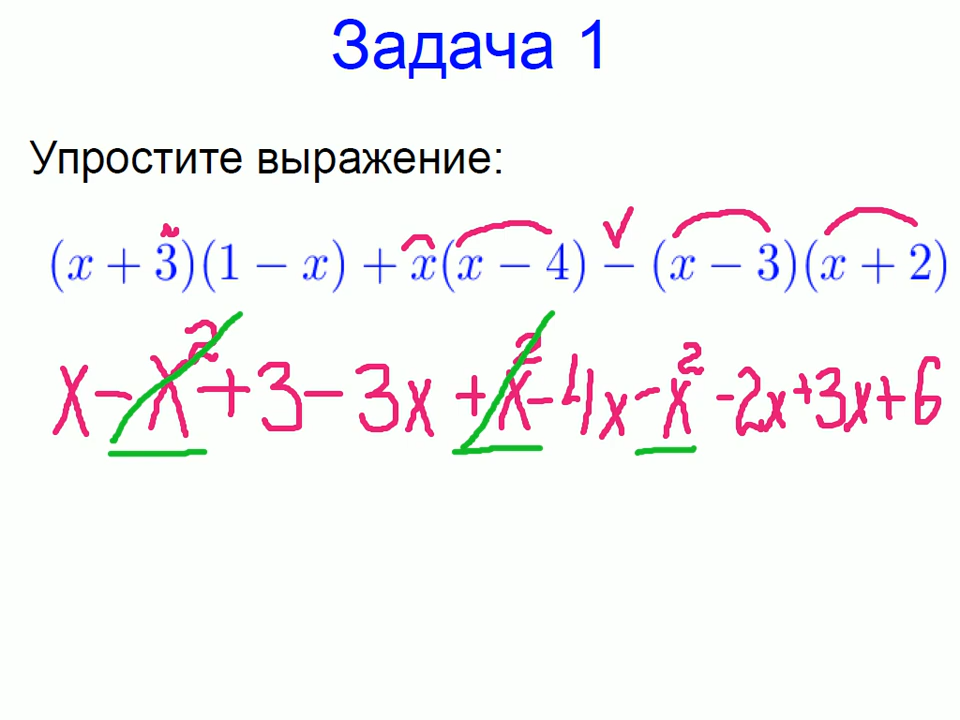 Задача 1
Упростите выражение:
(x + 3)(1 − x) + x(x − 4) − (x − 3)(x + 2)
x − x² + 3 − 3x + x² − 4x − x² − 2x + 3x + 6